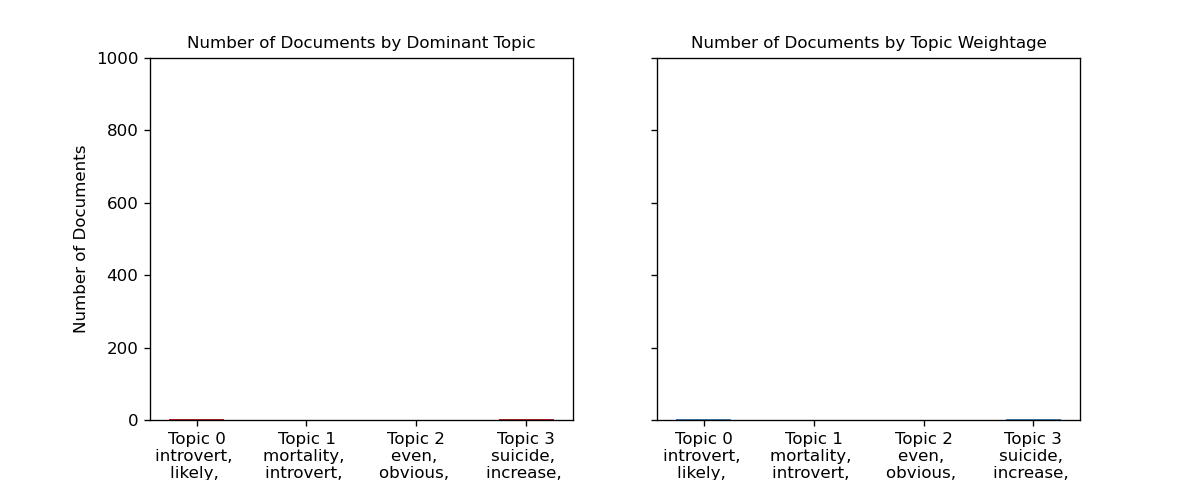 Number of Documents by Dominant Topic
Number of Documents
1000
800
600
400
200
0
Topic 0
introvert,
likely,
Topic 1
mortality,
introvert,
Topic 2
even,
obvious,
Topic 3
suicide,
increase,
Number of Documents by Topic Weightage
Topic 0
introvert,
likely,
Topic 1
mortality,
introvert,
Topic 2
even,
obvious,
Topic 3
suicide,
increase,